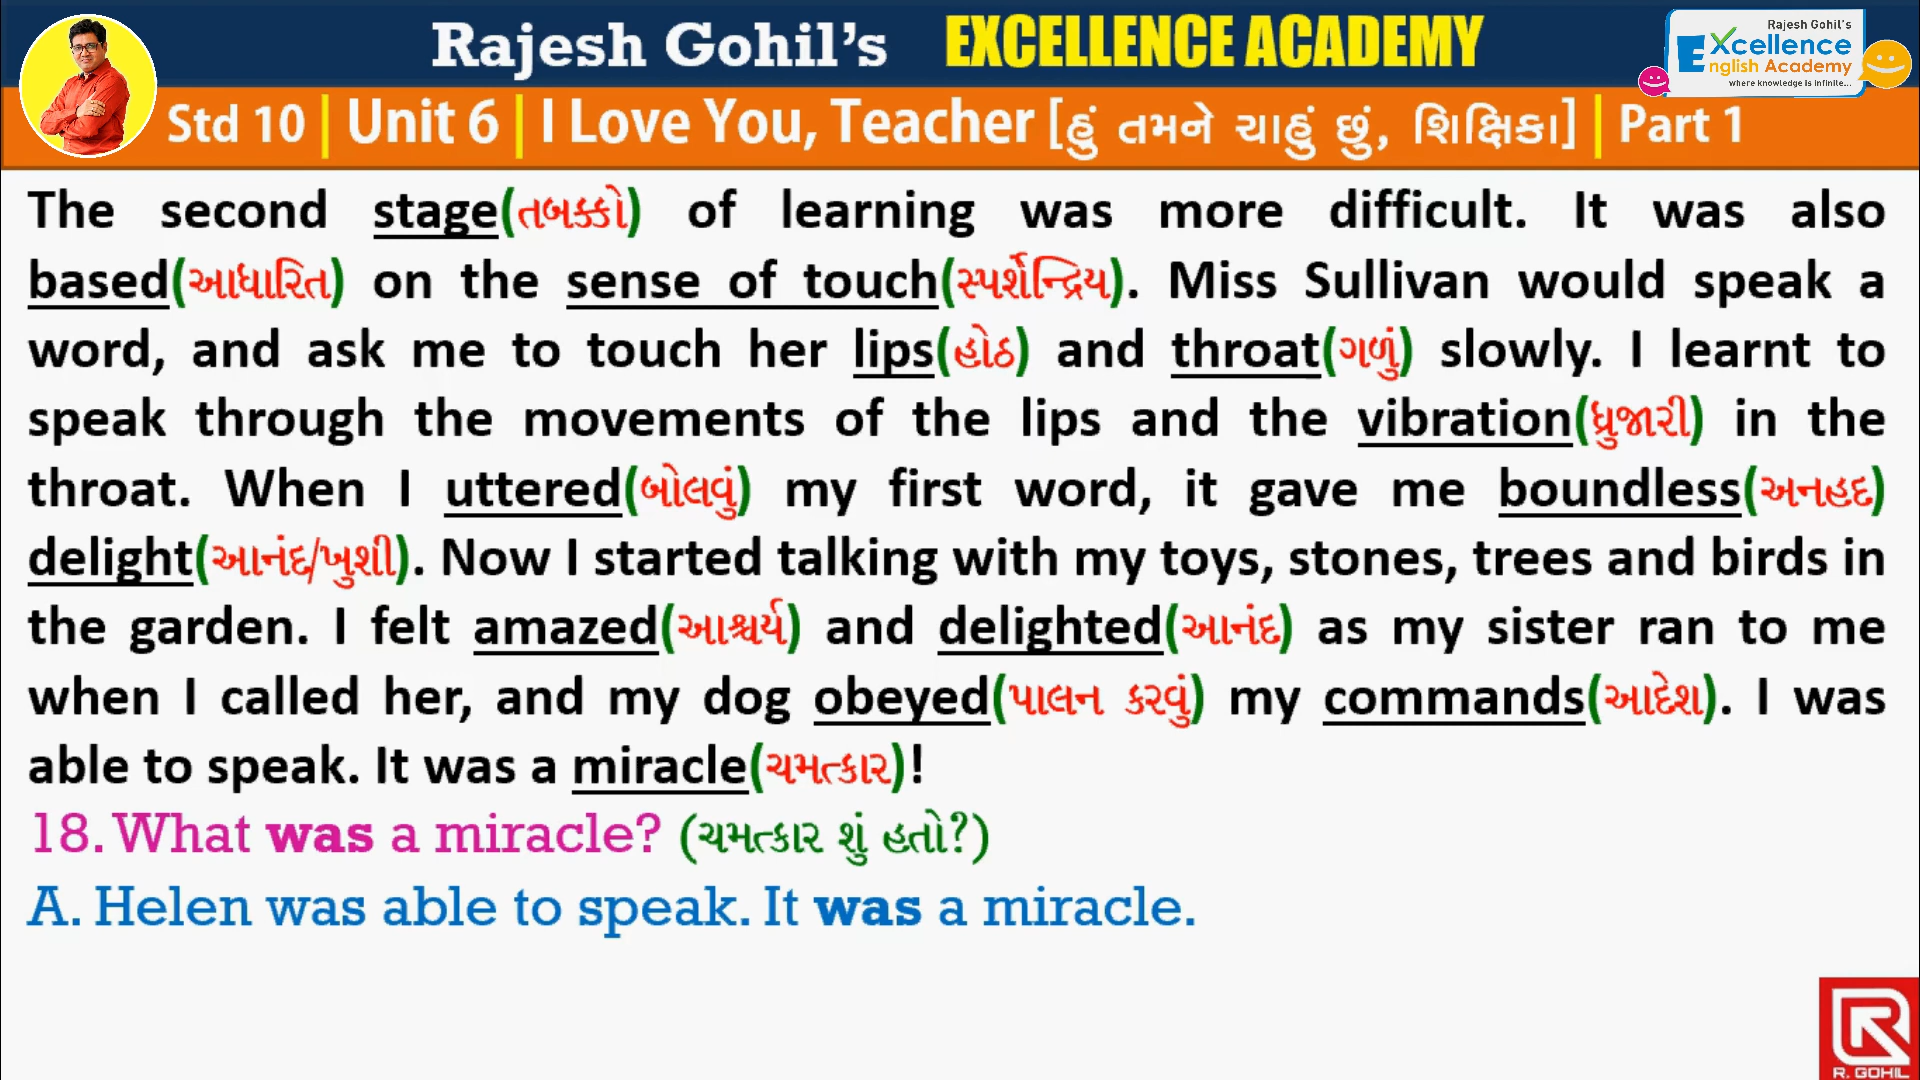 Rajesh Gohil's EXCELLENCE ACADEMY
Rajesh Gohil's
Excellence
English Academy
where knowledge is infinite...
Std 10 | Unit 6 | I Love You, Teacher [હું તમને ચાહું છું, શિક્ષિકા] | Part 1
The second stage(તબક્કો) of learning was more difficult. It was also
based(આધારિત) on the sense of touch(સ્પર્શેન્દ્રિય). Miss Sullivan would speak a
word, and ask me to touch her lips(હોઠ) and throat(ગળું) slowly. I learnt to
speak through the movements of the lips and the vibration(ધ્રુજારી) in the
throat. When I uttered(બોલવું) my first word, it gave me boundless(અનહદ)
delight(આનંદ/ખુશી). Now I started talking with my toys, stones, trees and birds in
the garden. I felt amazed(આશ્ચર્ય) and delighted(આનંદ) as my sister ran to me
when I called her, and my dog obeyed(પાલન કરવું) my commands(આદેશ). I was
able to speak. It was a miracle(ચમત્કાર)!
18. What was a miracle? (ચમત્કાર શું હતો?)
A. Helen was able to speak. It was a miracle.
R. GOHIL